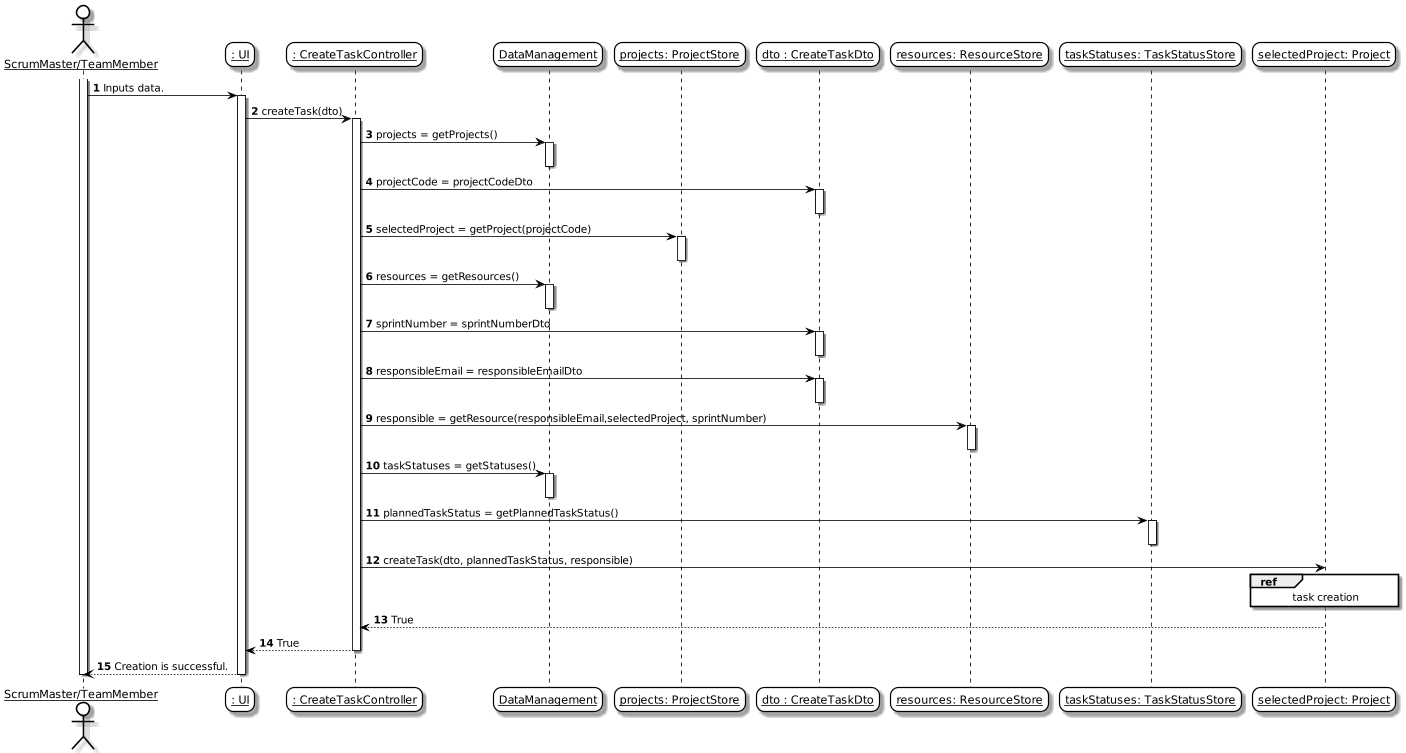 : UI
: CreateTaskController
DataManagement
projects: ProjectStore
dto : CreateTaskDto
resources: ResourceStore
taskStatuses: TaskStatusStore
selectedProject: Project
ScrumMaster/TeamMember
1 Inputs data.
2 createTask(dto)
3 projects = getProjects()
4 projectCode = projectCodeDto
5 selectedProject = getProject(projectCode)
6 resources = getResources()
7 sprintNumber = sprintNumberDto
8 responsibleEmail = responsibleEmailDto
9 responsible = getResource(responsibleEmail,selectedProject, sprintNumber)
10 taskStatuses = getStatuses()
11 plannedTaskStatus = getPlannedTaskStatus()
12 createTask(dto, plannedTaskStatus, responsible)
ref
task creation
13 True
14 True
15 Creation is successful.
ScrumMaster/TeamMember
: UI
: CreateTaskController
DataManagement
projects: ProjectStore
dto : CreateTaskDto
resources: ResourceStore
taskStatuses: TaskStatusStore
selectedProject: Project